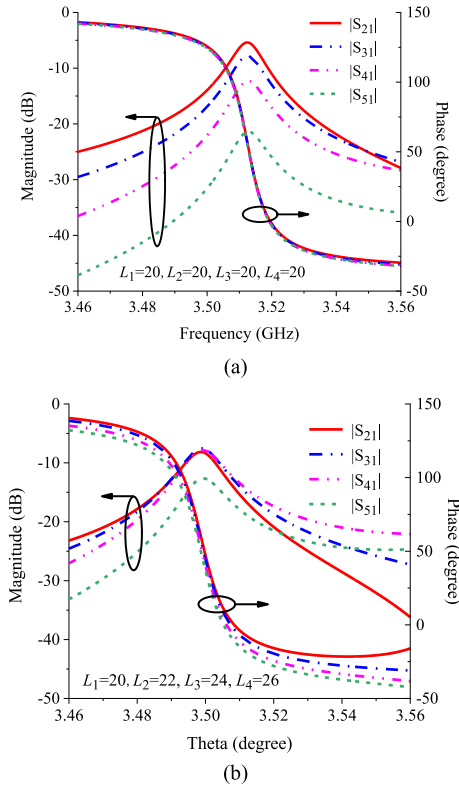 0
-10
-20
-30
-40
-50
Magnitude (dB)
150
100
50
0
-50
Phase (degree)
|S21|
|S31|
|S41|
|S51|
L1=20, L2=20, L3=20, L4=20
3.46 3.48 3.50 3.52 3.54 3.56
Frequency (GHz)
(a)
0
-10
-20
-30
-40
-50
Magnitude (dB)
150
100
50
0
-50
Phase (degree)
|S21|
|S31|
|S41|
|S51|
L1=20, L2=22, L3=24, L4=26
3.46 3.48 3.50 3.52 3.54 3.56
Theta (degree)
(b)